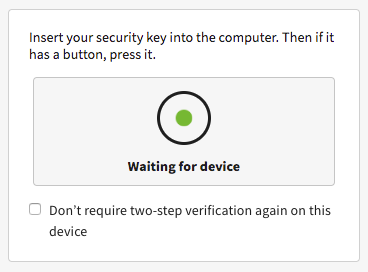 Insert your security key into the computer. Then if it
has a button, press it.
Waiting for device
Don’t require two-step verification again on this
device